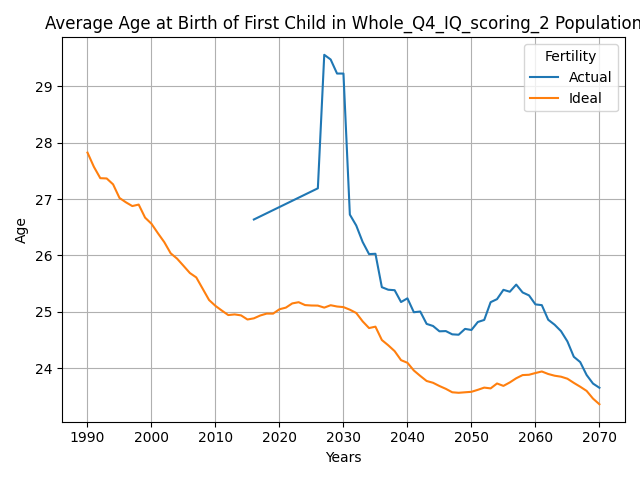 Average Age at Birth of First Child in Whole_Q4_IQ_scoring_2 Population
Fertility
Actual
Ideal
Age
29
28
27
26
25
24
1990 2000 2010 2020 2030 2040 2050 2060 2070
Years